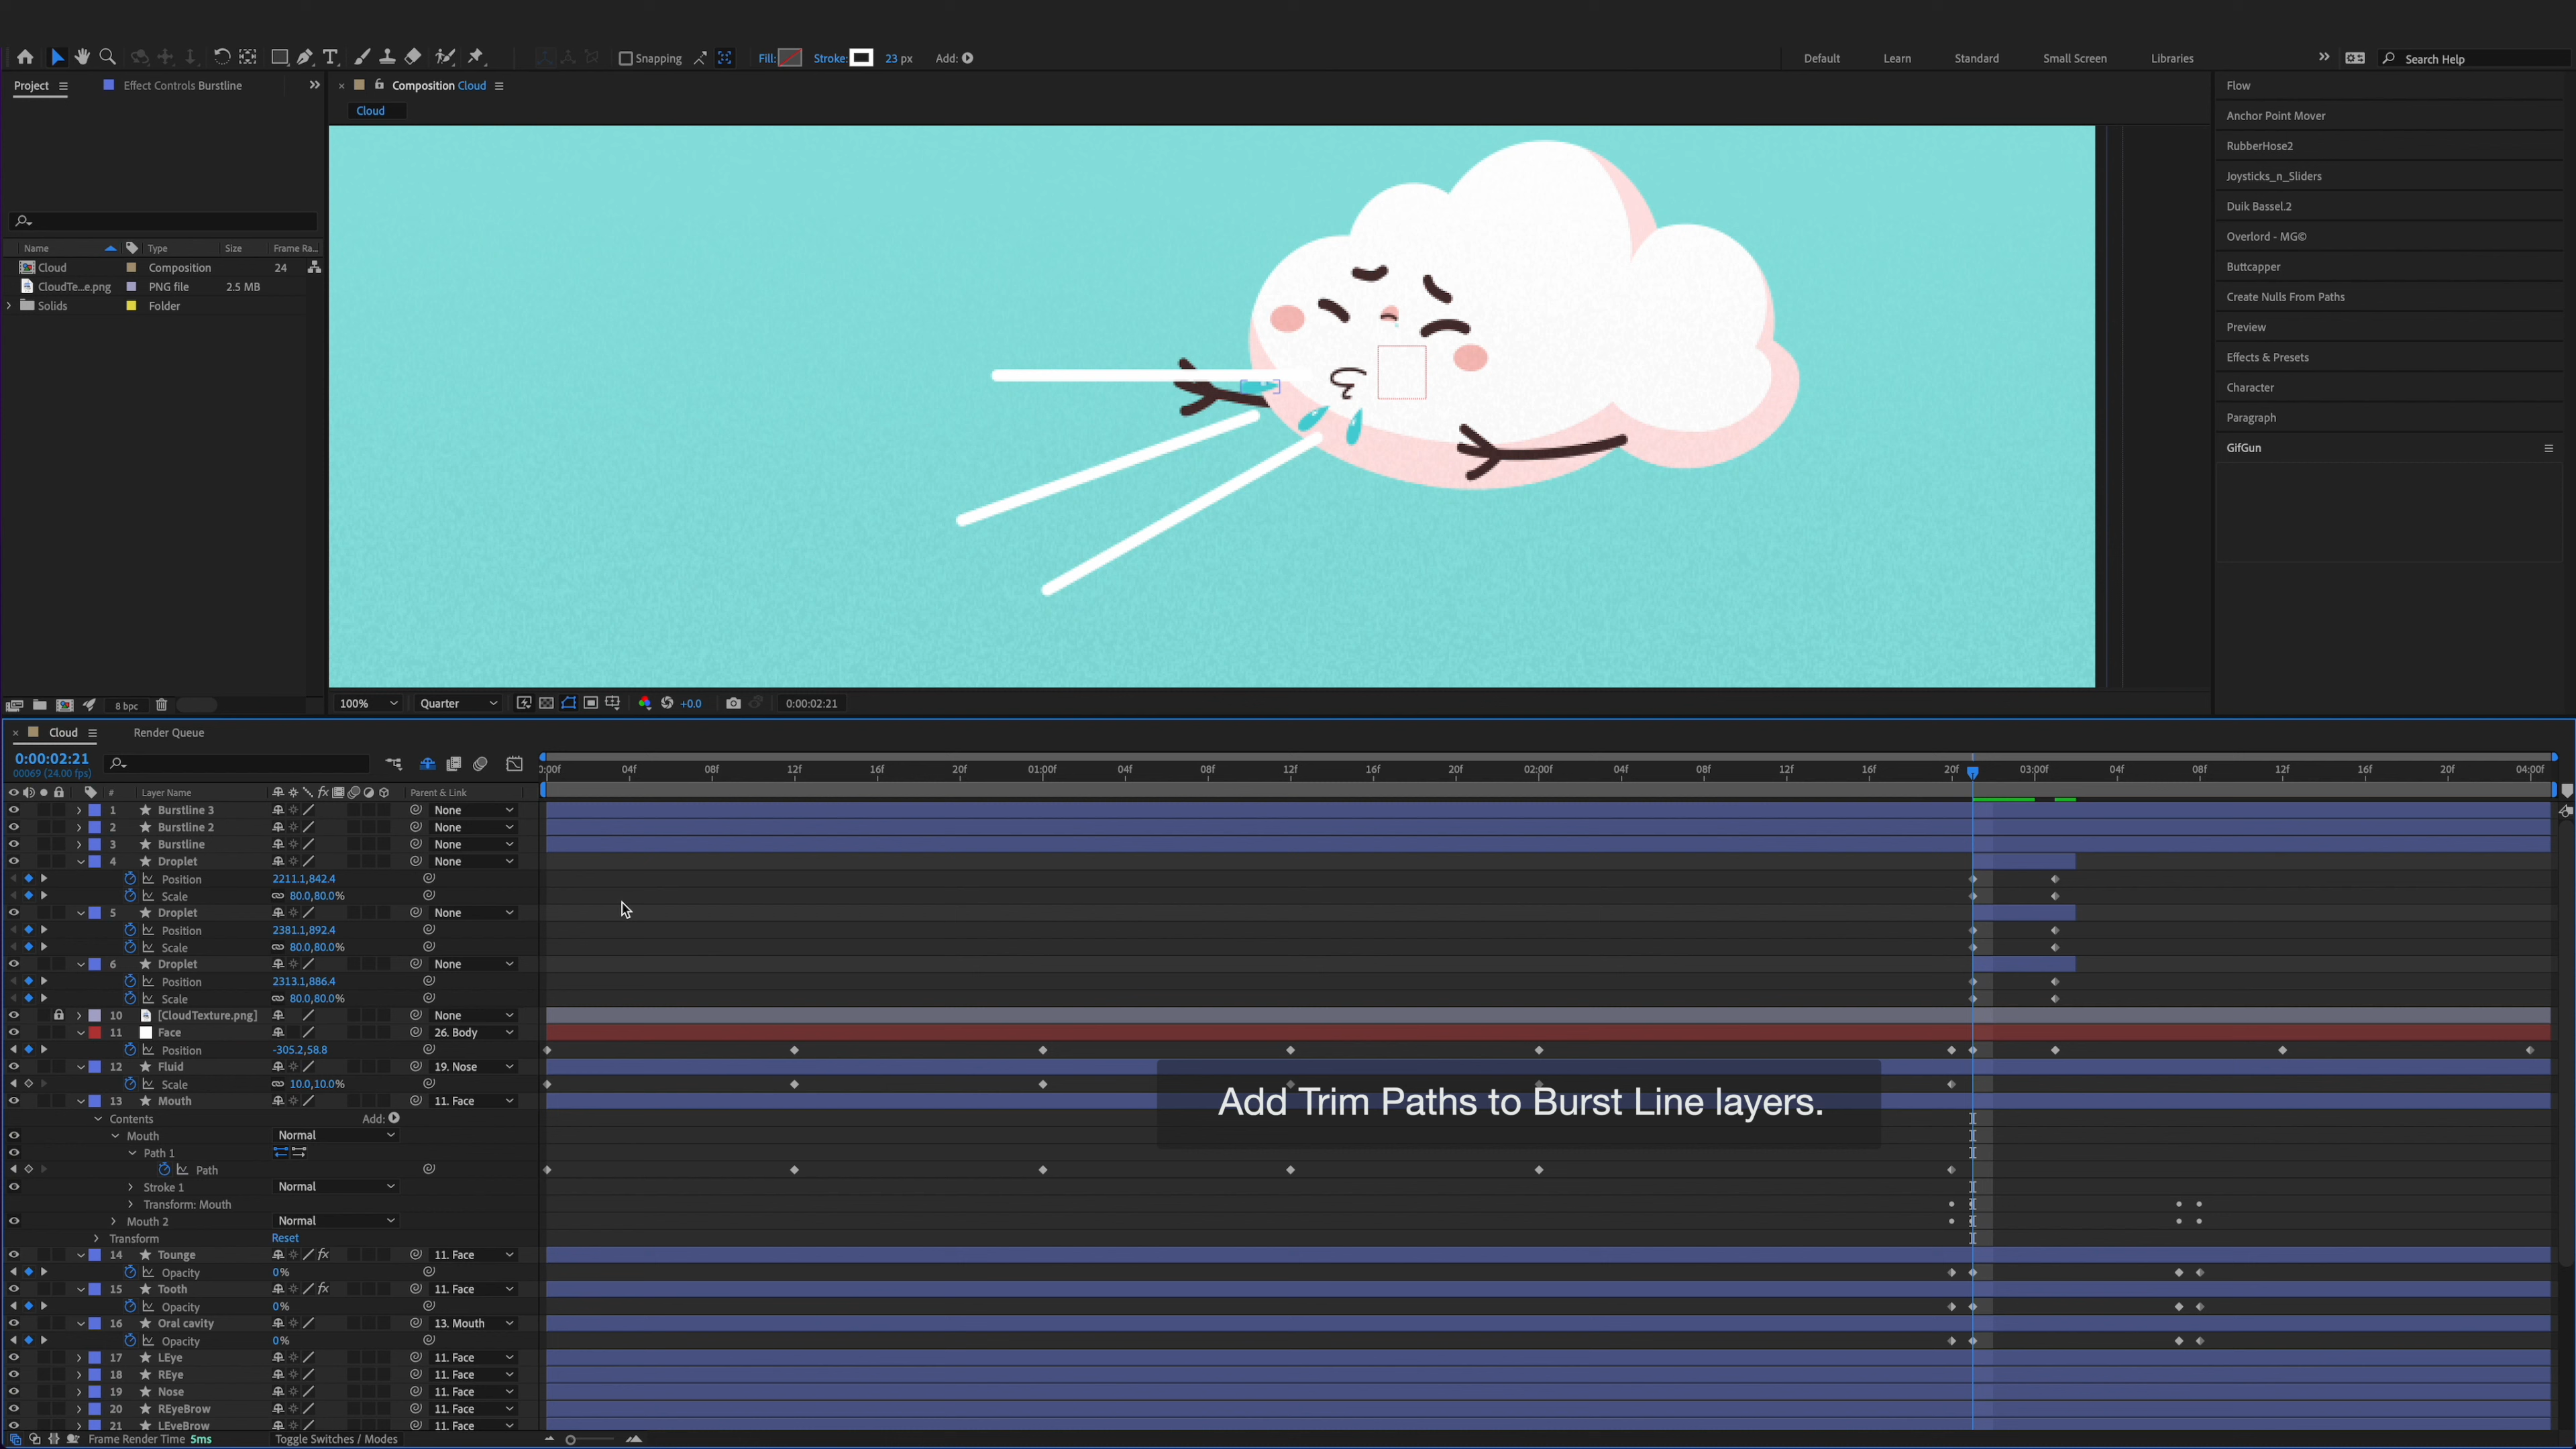 Snapping
Fill:
Stroke:
23 px
Add:
Default
Learn
Standard
Small Screen
Libraries
Search Help
Project
Effect Controls Burstline
Composition Cloud
Cloud
Name
Type
Size
Frame Ra...
Cloud
Composition
24
CloudTe...e.png
PNG file
2.5 MB
Solids
Folder
8 bpc
100%
Quarter
+0.0
0:00:02:21
Flow
Anchor Point Mover
RubberHose2
Joysticks_n_Sliders
Duik Bassel.2
Overlord - MG©
Buttcapper
Create Nulls From Paths
Preview
Effects & Presets
Character
Paragraph
GifGun
Cloud
Render Queue
0:00:02:21
00069 (24.00 fps)
0:00f 04f 08f 12f 16f 20f 01:00f 04f 08f 12f 16f 20f 02:00f 04f 08f 12f 16f 20f 03:00f 04f 08f 12f 16f 20f 04:00f
# Layer Name
Parent & Link
1 Burstline 3 None
2 Burstline 2 None
3 Burstline None
4 Droplet None
Position 2211.1,842.4
Scale 80.0,80.0%
5 Droplet None
Position 2381.1,892.4
Scale 80.0,80.0%
6 Droplet None
Position 2313.1,886.4
Scale 80.0,80.0%
10 [CloudTexture.png] None
11 Face 26. Body
Position -305.2,58.8
12 Fluid 19. Nose
Scale 10.0,10.0%
13 Mouth 11. Face
Contents Add:
Mouth Normal
Path 1
Path
Stroke 1 Normal
Transform: Mouth
Mouth 2 Normal
Transform Reset
14 Tounge fx 11. Face
Opacity 0%
15 Tooth fx 11. Face
Opacity 0%
16 Oral cavity 13. Mouth
Opacity 0%
17 LEye 11. Face
18 REye 11. Face
19 Nose 11. Face
20 REyeBrow 11. Face
21 LEyeBrow 11. Face
Frame Render Time 5ms
Toggle Switches / Modes
Add Trim Paths to Burst Line layers.